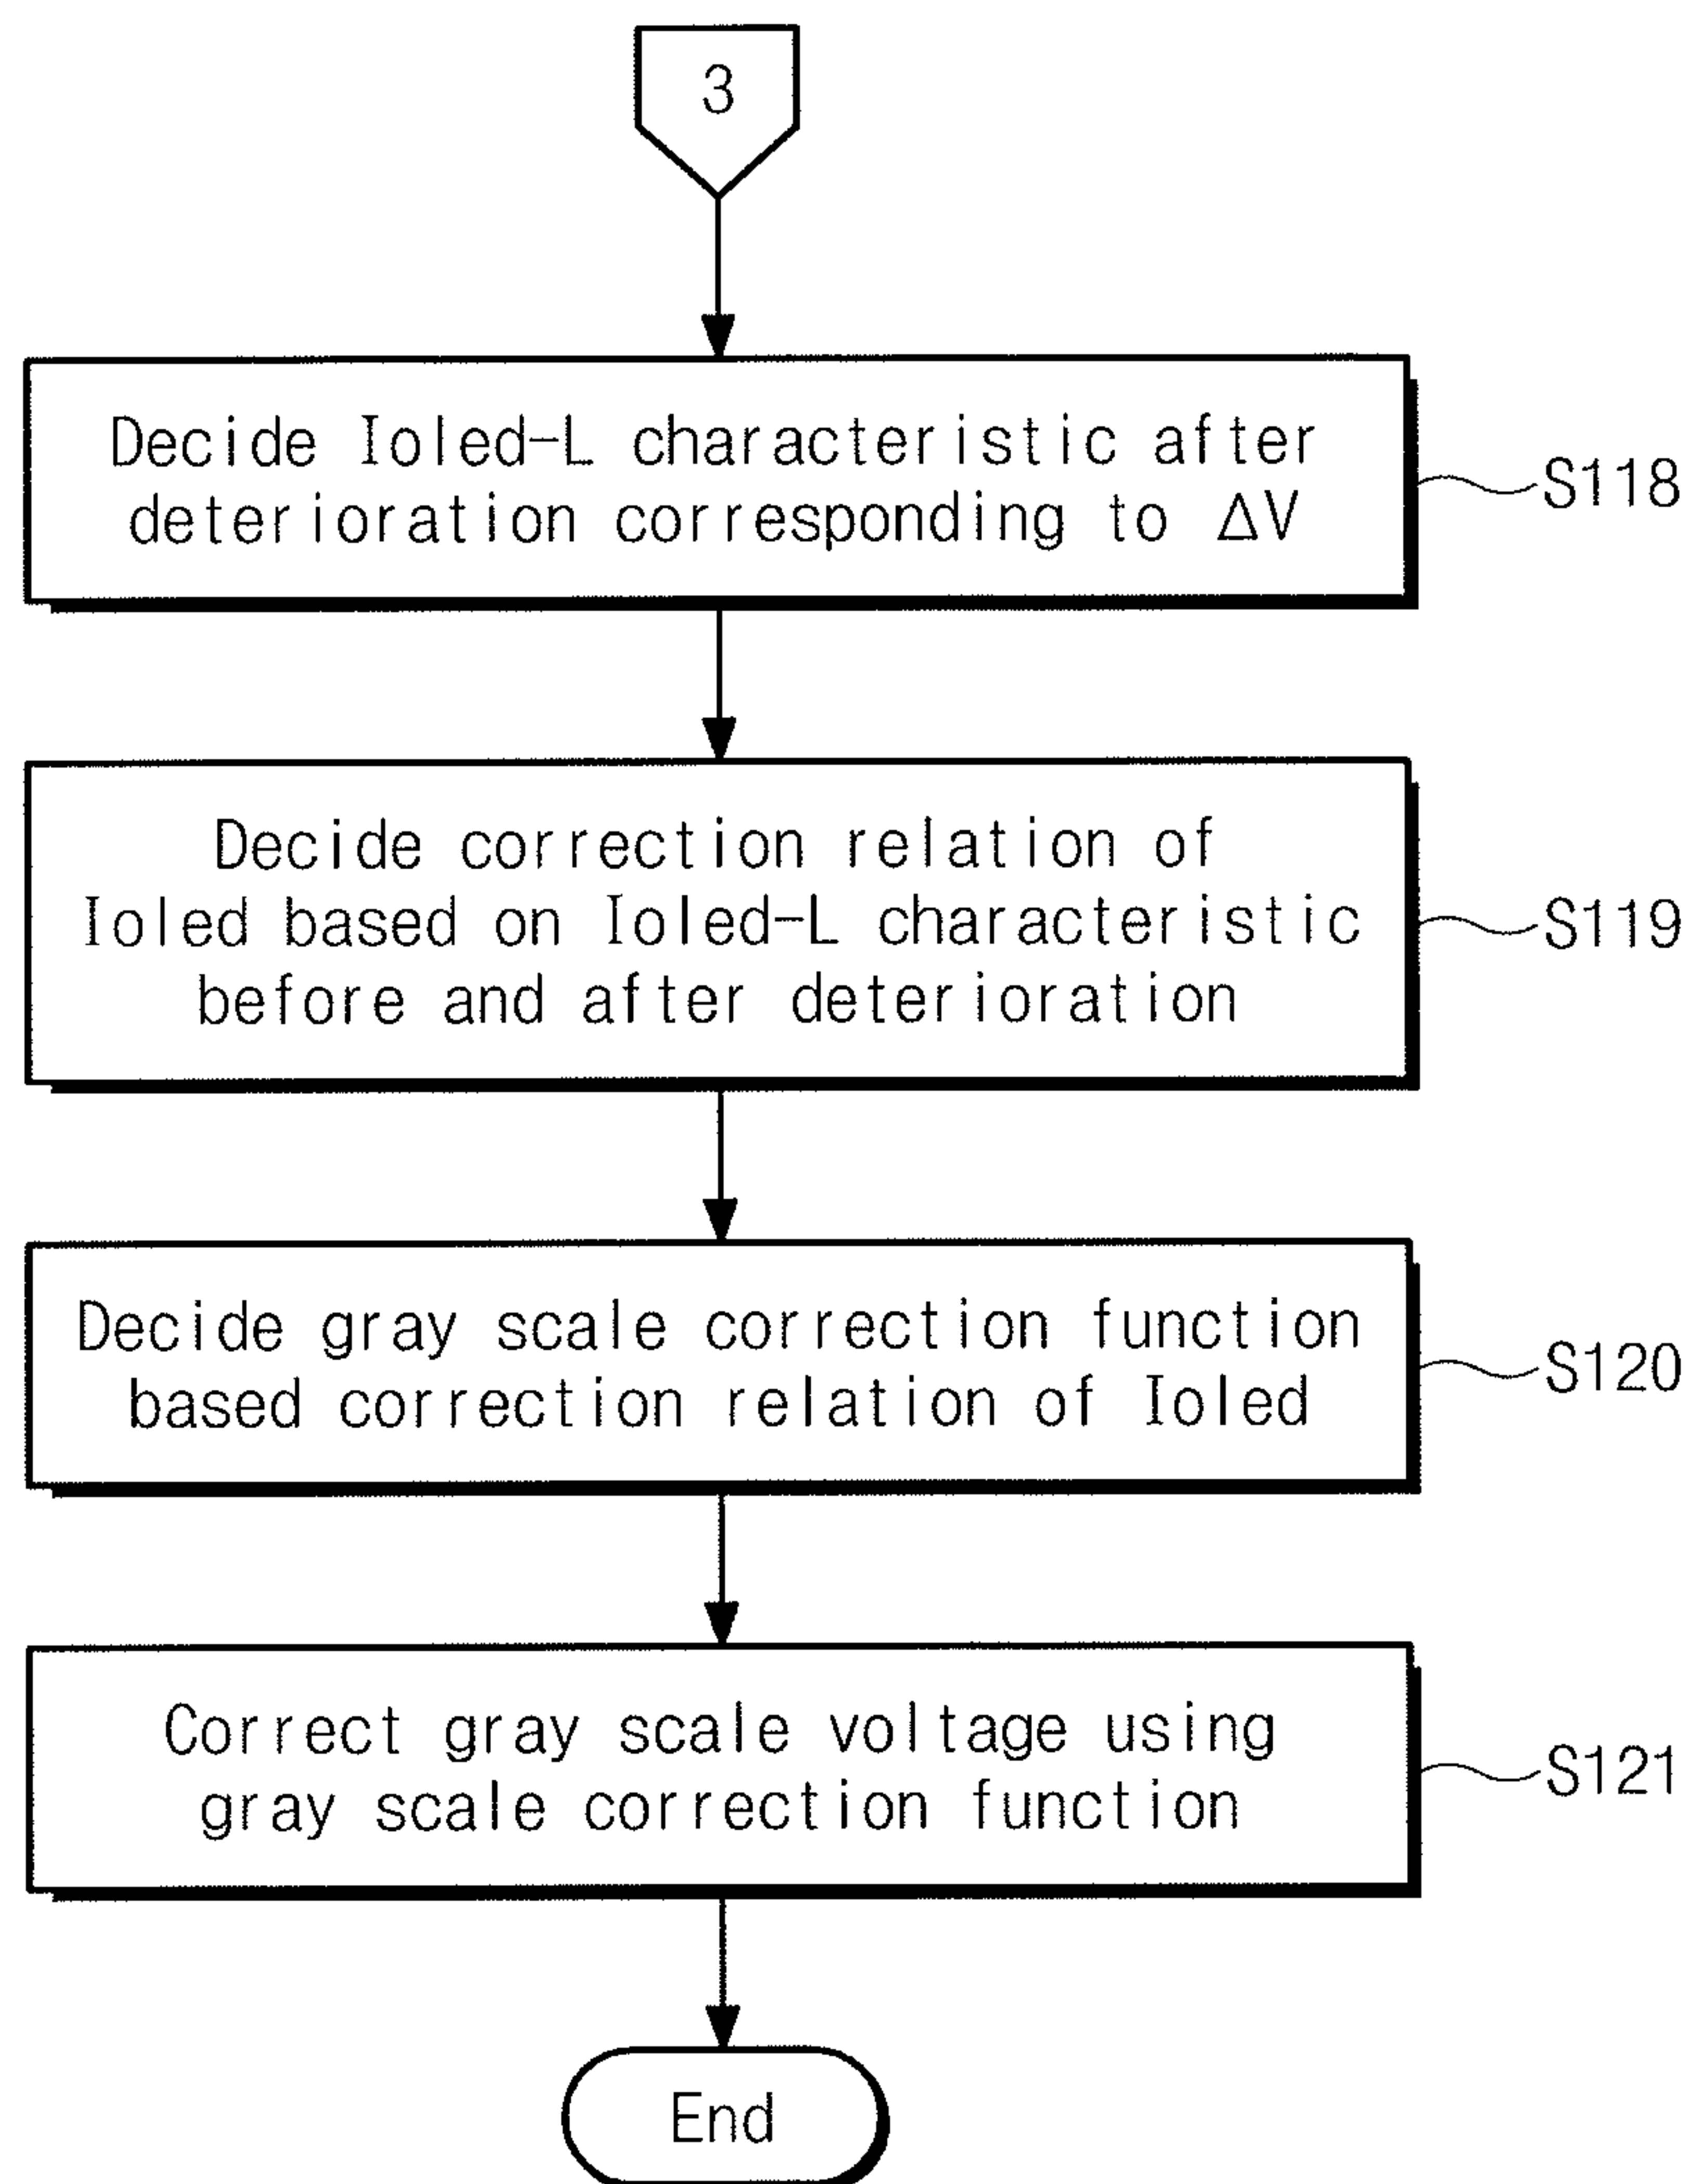 3
Decide Ioled-L characteristic after
deterioration corresponding to ΔV
S118
Decide correction relation of
Ioled based on Ioled-L characteristic
before and after deterioration
S119
Decide gray scale correction function
based correction relation of Ioled
S120
Correct gray scale voltage using
gray scale correction function
S121
End